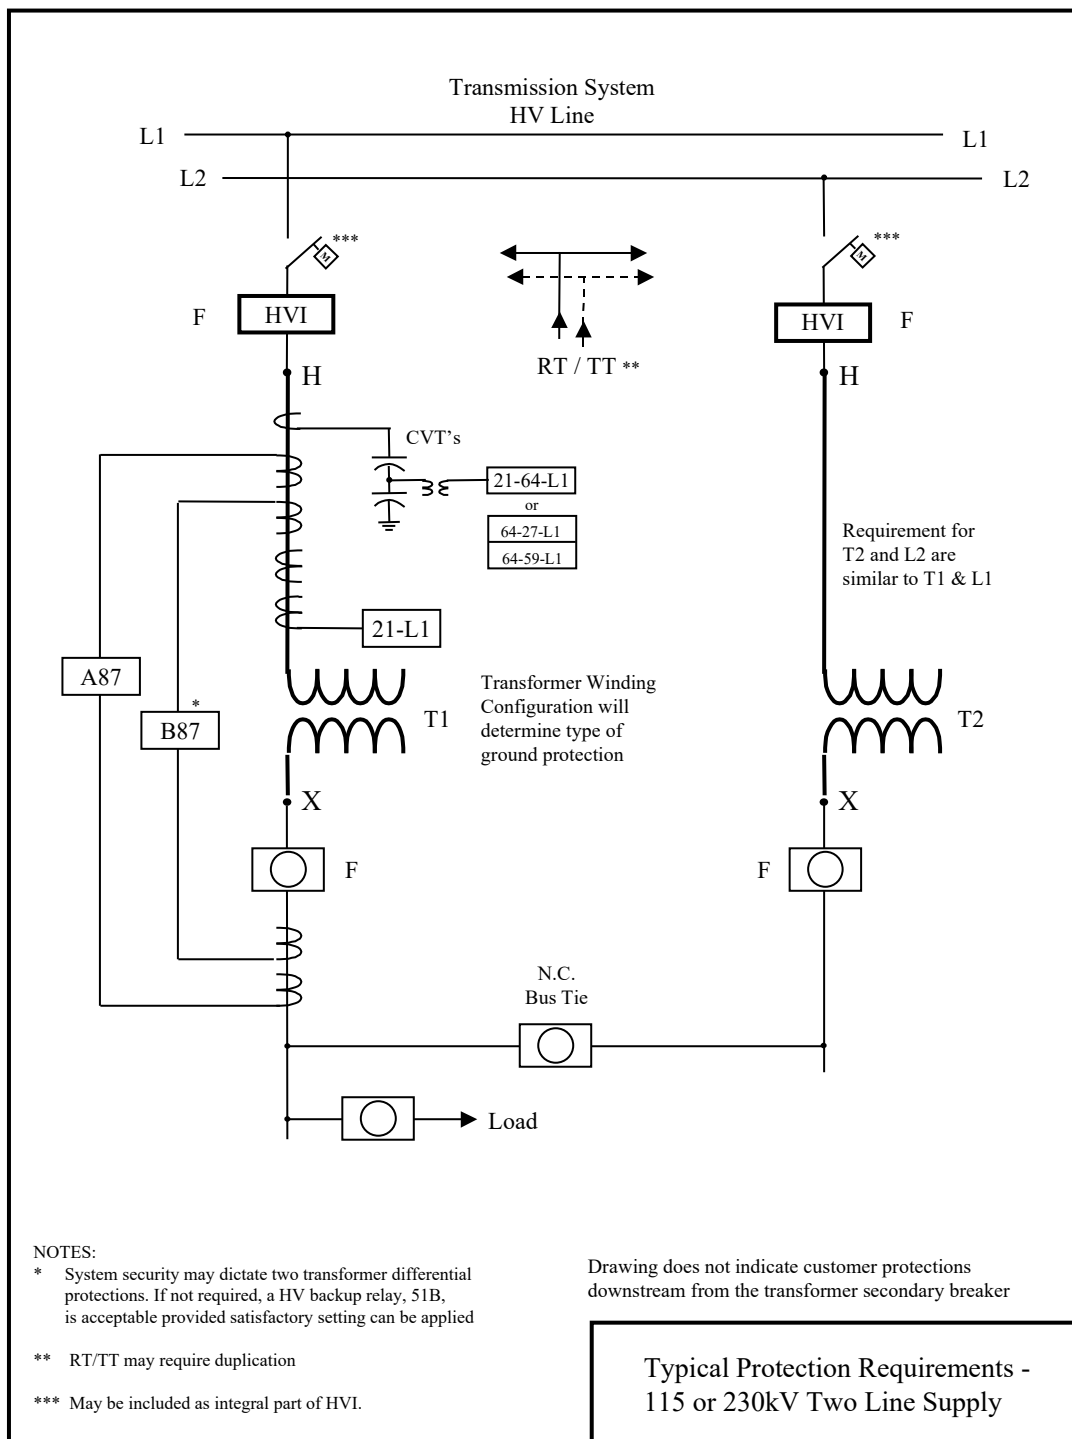 Transmission System
HV Line
L1
L1
L2
L2
***
M
***
M
F
HVI
HVI
F
RT / TT **
H
H
CVT's
21-64-L1
or
64-27-L1
64-59-L1
Requirement for
T2 and L2 are
similar to T1 & L1
21-L1
A87
*
B87
T1
Transformer Winding
Configuration will
determine type of
ground protection
T2
X
X
F
F
N.C.
Bus Tie
Load
NOTES:
* System security may dictate two transformer differential
protections. If not required, a HV backup relay, 51B,
is acceptable provided satisfactory setting can be applied
** RT/TT may require duplication
*** May be included as integral part of HVI.
Drawing does not indicate customer protections
downstream from the transformer secondary breaker
Typical Protection Requirements -
115 or 230kV Two Line Supply